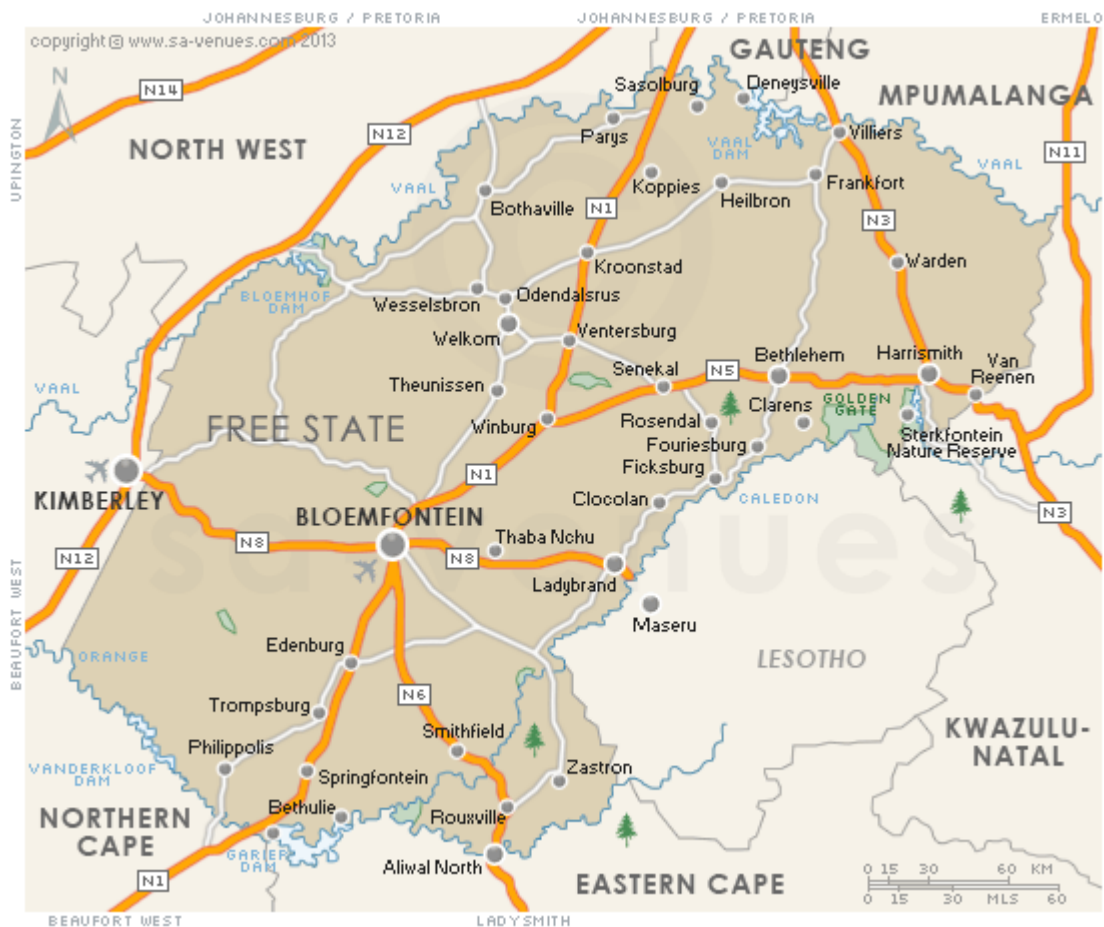 JOHANNESBURG / PRETORIA
JOHANNESBURG / PRETORIA
ERMELO
copyright © www.sa-venues.com 2013
GAUTENG
N
Sasolburg
Deneysville
N14
MPUMALANGA
UPINGTON
N12
Parys
Villiers
NORTH WEST
VAAL
DAM
N11
VAAL
VAAL
Koppies
Heilbron
Frankfort
Bothaville
N1
N3
Kroonstad
Warden
BLOEMHOF
DAM
Wesselsbron
Odendalsrus
Welkom
Ventersburg
Bethlehem
Harrismith
Van
Reenen
Senekal
N5
VAAL
Theunissen
GOLDEN
GATE
Clarens
FREE STATE
Winburg
Rosendal
Sterkfontein
Nature Reserve
Fouriesburg
N1
Ficksburg
KIMBERLEY
Clocolan
CALEDON
BLOEMFONTEIN
N3
Thaba Nchu
N8
N8
N12
sa-venues
Ladybrand
BEAUFORT WEST
Maseru
Edenburg
ORANGE
LESOTHO
N6
Trompsburg
Smithfield
KWAZULU-
NATAL
Philippolis
VANDERKLOOF
DAM
Springfontein
Zastron
Bethulie
Rouxville
NORTHERN
CAPE
GARIEP
DAM
Aliwal North
N1
EASTERN CAPE
0 15 30 60 KM
0 15 30 MLS 60
BEAUFORT WEST
LADYSMITH